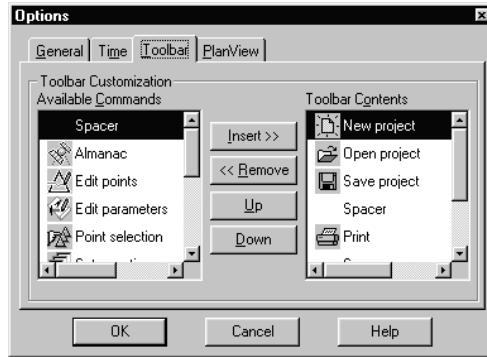 Options
General Time Toolbar PlanView
Toolbar Customization
Available Commands
Toolbar Contents
Spacer
Almanac
Edit points
Edit parameters
Point selection
Insert >>
<< Remove
Up
Down
New project
Open project
Save project
Spacer
Print
OK Cancel Help